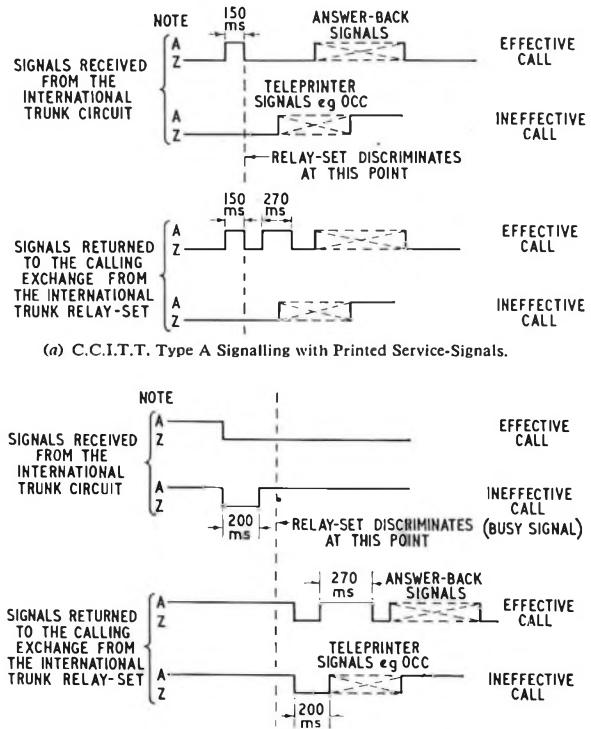 NOTE
150
ms
ANSWER-BACK
SIGNALS
SIGNALS RECEIVED
FROM THE
INTERNATIONAL
TRUNK CIRCUIT
A
Z
EFFECTIVE
CALL
TELEPRINTER
SIGNALS eg OCC
A
Z
INEFFECTIVE
CALL
RELAY-SET DISCRIMINATES
AT THIS POINT
150
ms
270
ms
SIGNALS RETURNED
TO THE CALLING
EXCHANGE FROM
THE INTERNATIONAL
TRUNK RELAY-SET
A
Z
EFFECTIVE
CALL
A
Z
INEFFECTIVE
CALL
(a) C.C.I.T.T. Type A Signalling with Printed Service-Signals.
NOTE
SIGNALS RECEIVED
FROM THE
INTERNATIONAL
TRUNK CIRCUIT
A
Z
EFFECTIVE
CALL
A
Z
INEFFECTIVE
CALL
(BUSY SIGNAL)
200
ms
RELAY-SET DISCRIMINATES
AT THIS POINT
270
ms
ANSWER-BACK
SIGNALS
SIGNALS RETURNED
TO THE CALLING
EXCHANGE FROM
THE INTERNATIONAL
TRUNK RELAY-SET
A
Z
EFFECTIVE
CALL
TELEPRINTER
SIGNALS eg OCC
A
Z
INEFFECTIVE
CALL
200
ms